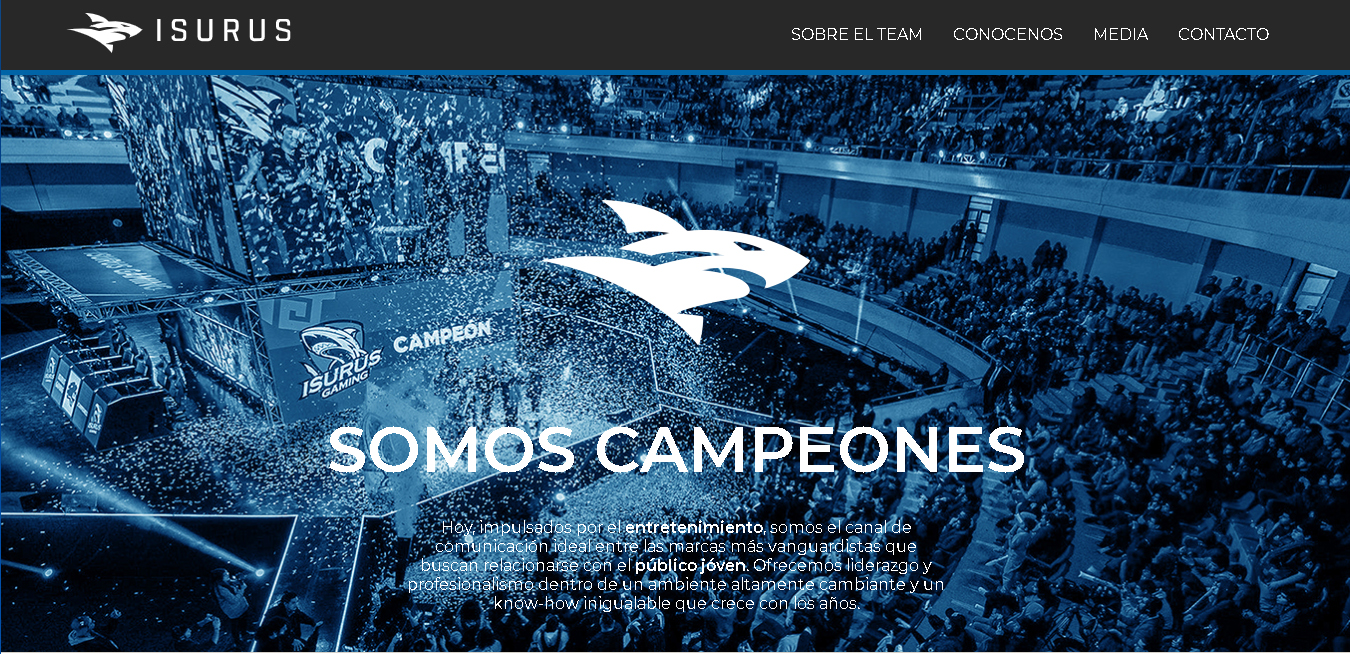 ISURUS
SOBRE EL TEAM
CONOCENOS
MEDIA
CONTACTO
CAMPEÓN
ISURUS
GAMING
SOMOS CAMPEONES
Hoy, impulsados por el entretenimiento, somos el canal de
comunicación ideal entre las marcas más vanguardistas que
buscan relacionarse con el público jóven. Ofrecemos liderazgo y
profesionalismo dentro de un ambiente altamente cambiante y un
know-how inigualable que crece con los años.